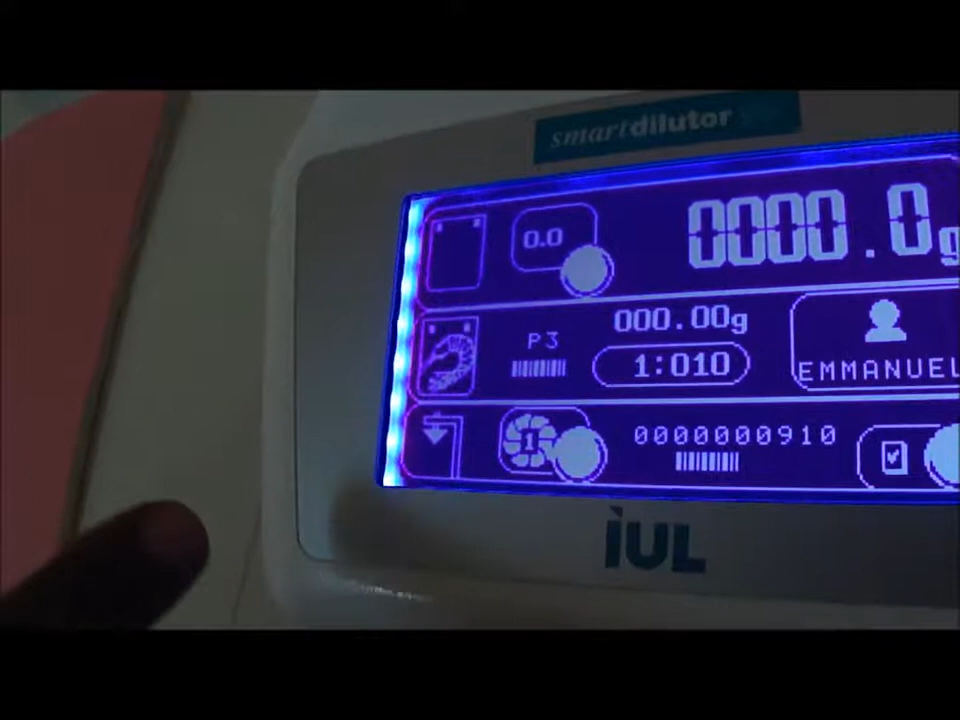 smartdilutor
0.0
0000.0g
P3
000.00g
1:010
EMMANUEL
1
0000000910
iUL